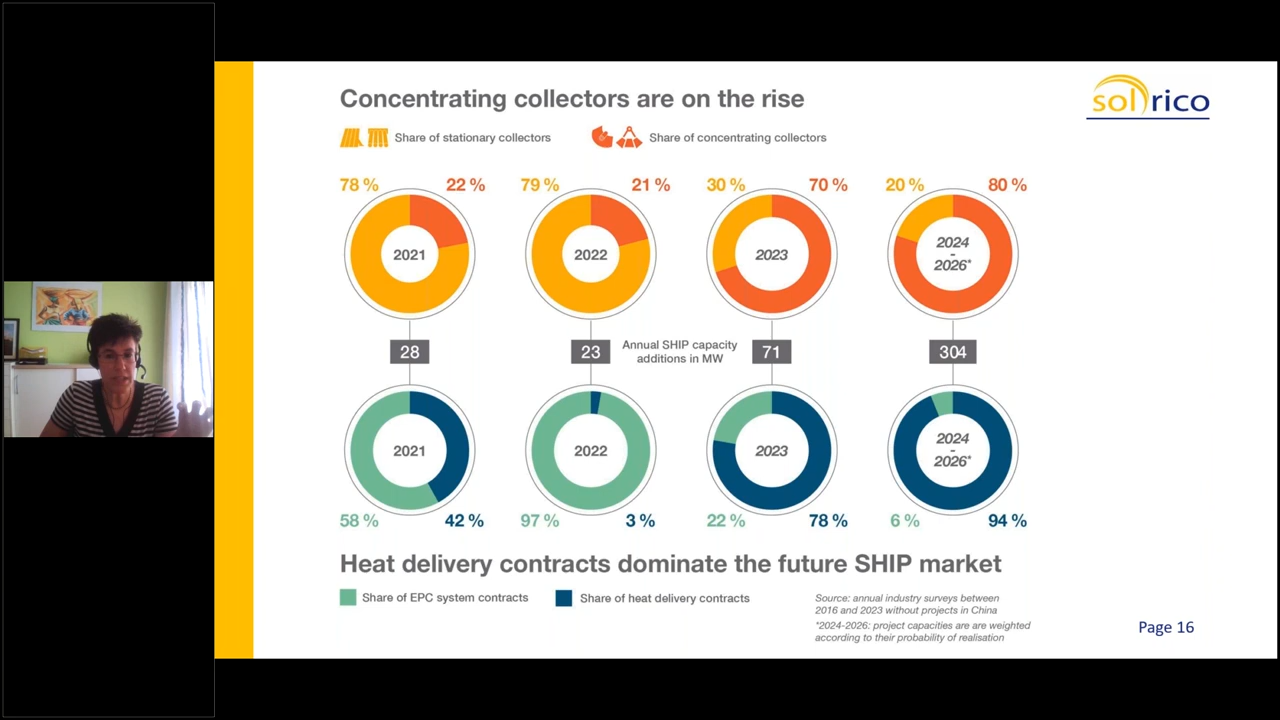 Concentrating collectors are on the rise
sol rico
Share of stationary collectors
Share of concentrating collectors
78 % 22 %
79 % 21 %
30 % 70 %
20 % 80 %
2021
2022
2023
2024
-
2026*
28
23
Annual SHIP capacity
additions in MW
71
304
2021
2022
2023
2024
-
2026*
58 % 42 %
97 % 3 %
22 % 78 %
6 % 94 %
Heat delivery contracts dominate the future SHIP market
Share of EPC system contracts
Share of heat delivery contracts
Source: annual industry surveys between
2016 and 2023 without projects in China
*2024-2026: project capacities are are weighted
according to their probability of realisation
Page 16